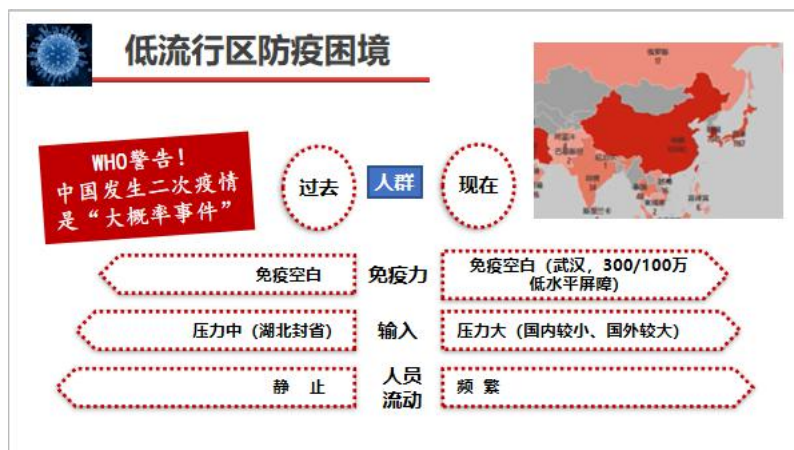 低流行区防疫困境
WHO警告！
中国发生二次疫情
是“大概率事件”
过去
人群
现在
免疫空白
免疫力
免疫空白（武汉，300/100万
低水平屏障）
压力中（湖北封省）
输入
压力大（国内较小、国外较大）
静 止
人员
流动
频 繁
俄罗斯